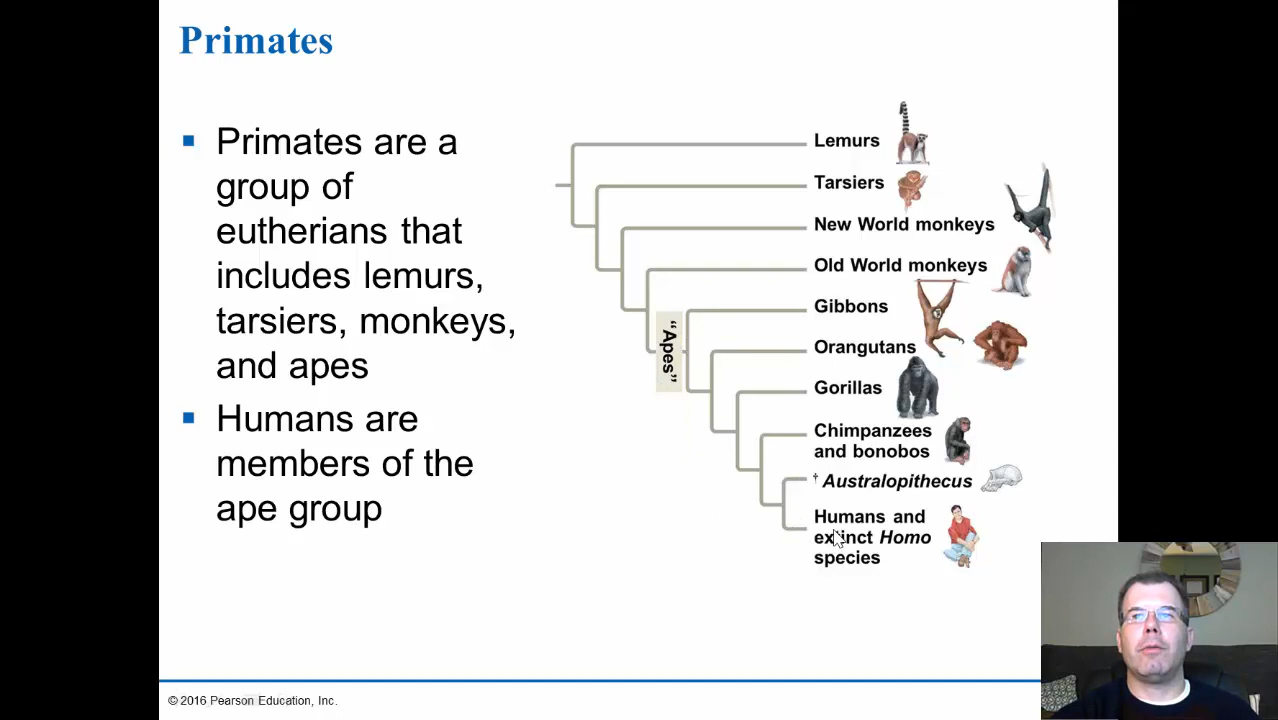 Primates
Primates are a
group of
eutherians that
includes lemurs,
tarsiers, monkeys,
and apes
Humans are
members of the
ape group
Lemurs
Tarsiers
New World monkeys
Old World monkeys
Gibbons
"Apes"
Orangutans
Gorillas
Chimpanzees
and bonobos
† Australopithecus
Humans and
extinct Homo
species
© 2016 Pearson Education, Inc.